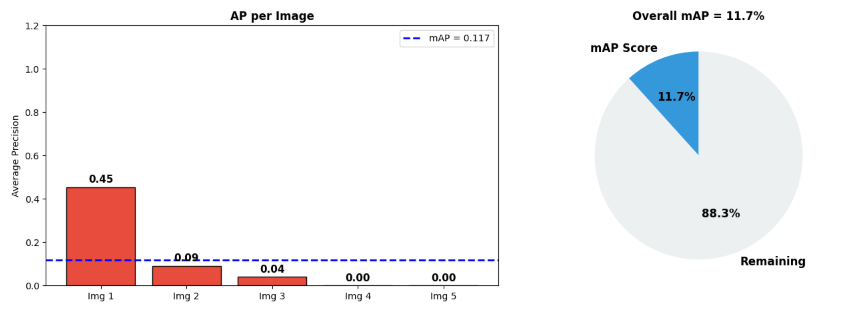 AP per Image
Average Precision
1.2
1.0
0.8
0.6
0.4
0.2
0.0
mAP = 0.117
0.45
0.09
0.04
0.00
0.00
Img 1
Img 2
Img 3
Img 4
Img 5
Overall mAP = 11.7%
mAP Score
11.7%
88.3%
Remaining